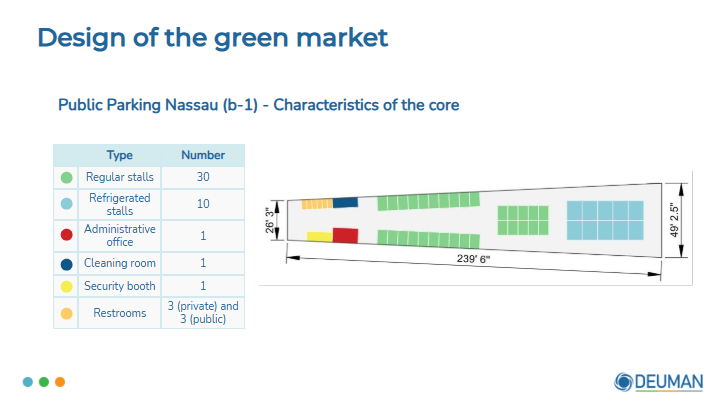 Design of the green market
Public Parking Nassau (b-1) - Characteristics of the core
Type Number
Regular stalls 30
Refrigerated
stalls 10
Administrative
office 1
Cleaning room 1
Security booth 1
Restrooms 3 (private) and
3 (public)
26' 3"
239' 6"
49' 2.5"
DEUMAN